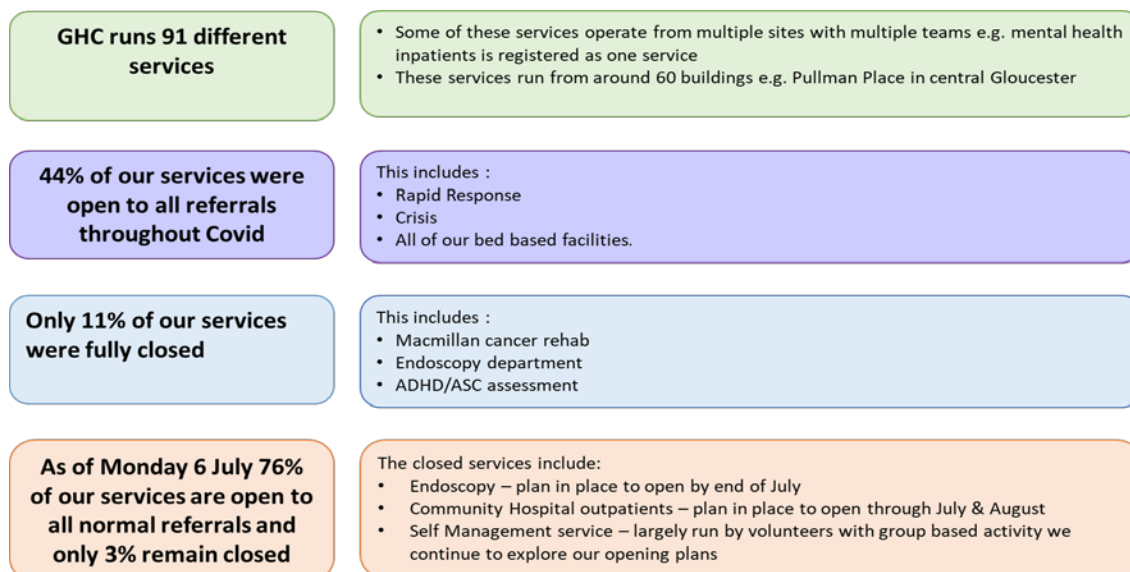 GHC runs 91 different
services
• Some of these services operate from multiple sites with multiple teams e.g. mental health
inpatients is registered as one service
• These services run from around 60 buildings e.g. Pullman Place in central Gloucester
44% of our services were
open to all referrals
throughout Covid
This includes :
• Rapid Response
• Crisis
• All of our bed based facilities.
Only 11% of our services
were fully closed
This includes :
• Macmillan cancer rehab
• Endoscopy department
• ADHD/ASC assessment
As of Monday 6 July 76%
of our services are open to
all normal referrals and
only 3% remain closed
The closed services include:
• Endoscopy – plan in place to open by end of July
• Community Hospital outpatients – plan in place to open through July & August
• Self Management service – largely run by volunteers with group based activity we
continue to explore our opening plans